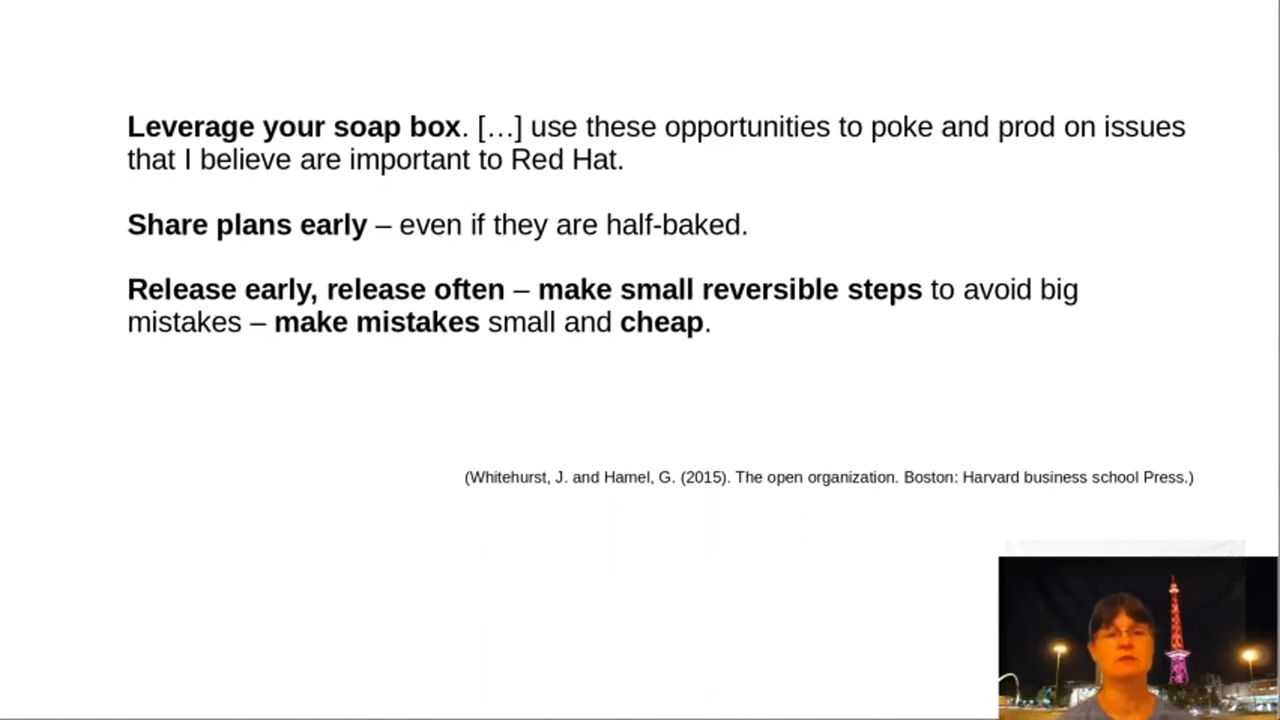 Leverage your soap box. […] use these opportunities to poke and prod on issues
that I believe are important to Red Hat.
Share plans early – even if they are half-baked.
Release early, release often – make small reversible steps to avoid big
mistakes – make mistakes small and cheap.
(Whitehurst, J. and Hamel, G. (2015). The open organization. Boston: Harvard business school Press.)